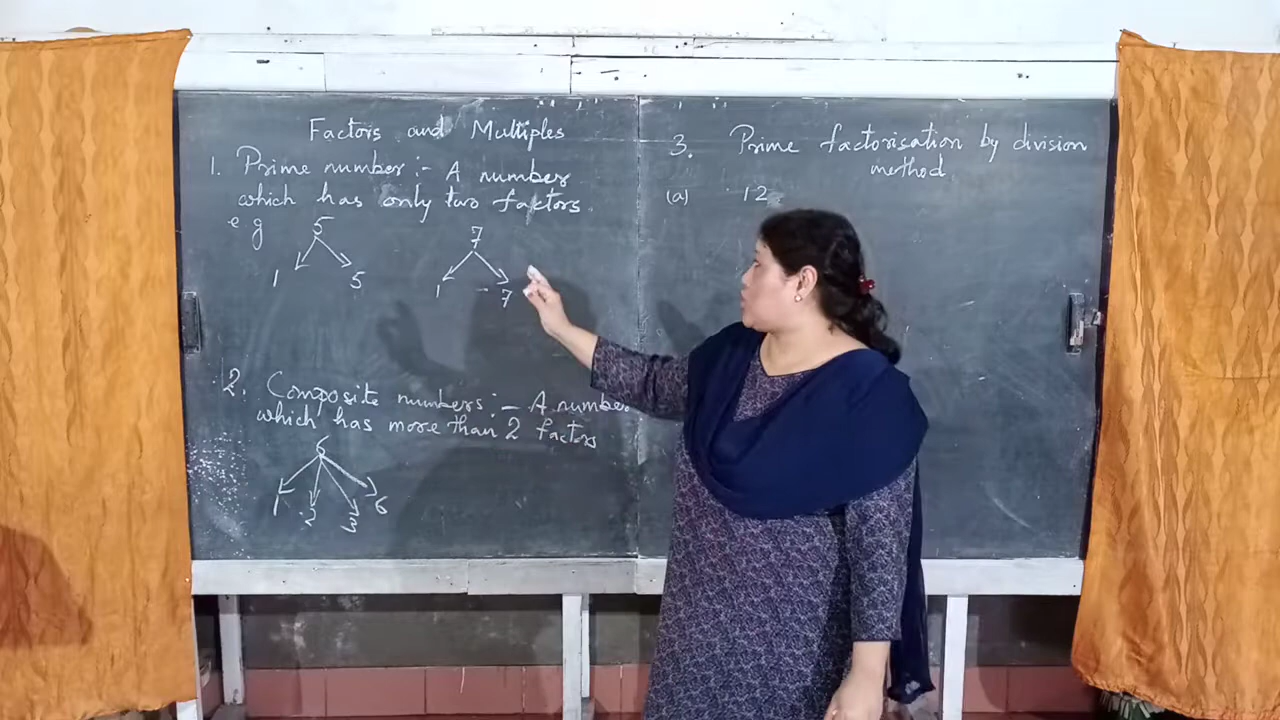 Factors and Multiples
1. Prime number :- A number
which has only two factors.
e g
5
1 5
7
1 7
2. Composite numbers :- A number
which has more than 2 factors
6
1 2 3 6
3. Prime factorisation by division
method
(a) 12